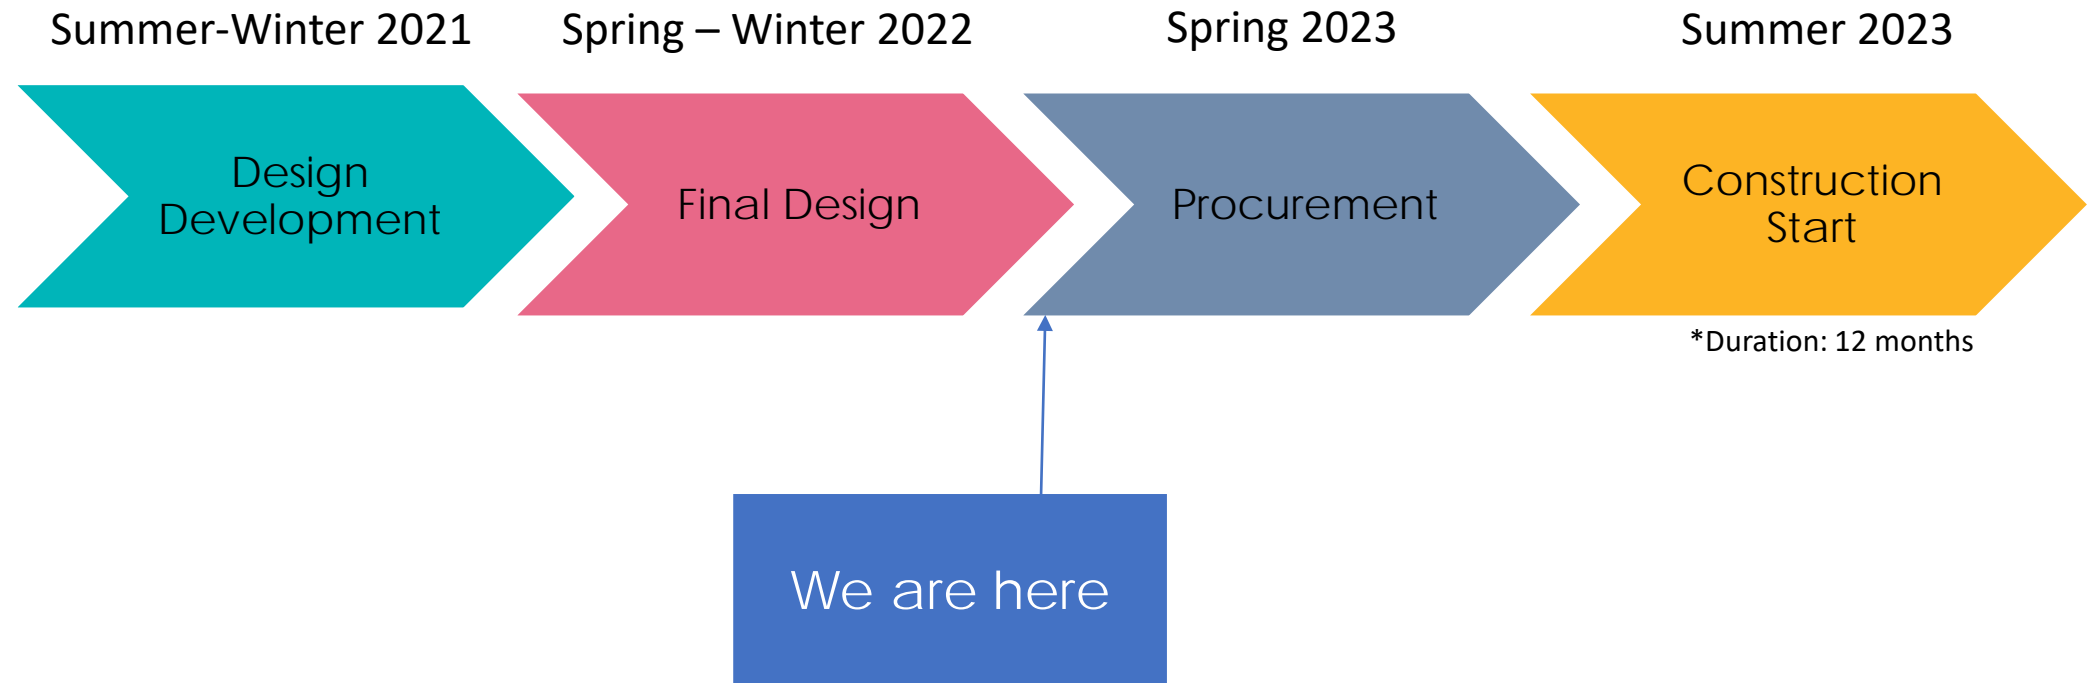 Summer-Winter 2021
Spring – Winter 2022
Spring 2023
Summer 2023
Design
Development
Final Design
Procurement
Construction
Start
*Duration: 12 months
We are here